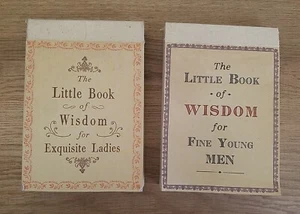 The
Little Book
of
Wisdom
for
Exquisite Ladies
The
LITTLE BOOK
- of -
WISDOM
for
FINE YOUNG
MEN